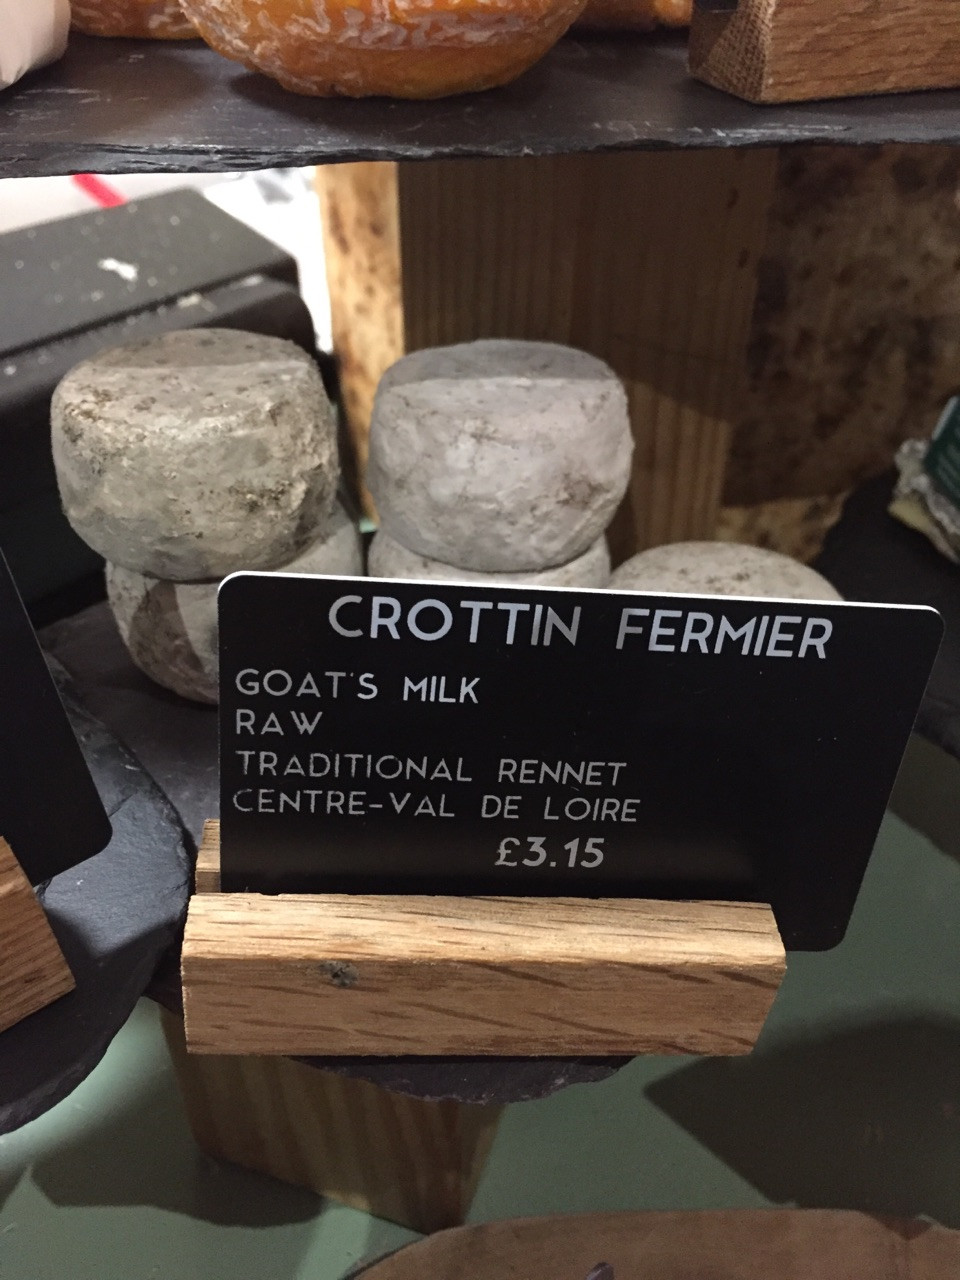 CROTTIN FERMIER
GOAT'S MILK
RAW
TRADITIONAL RENNET
CENTRE-VAL DE LOIRE
£3.15